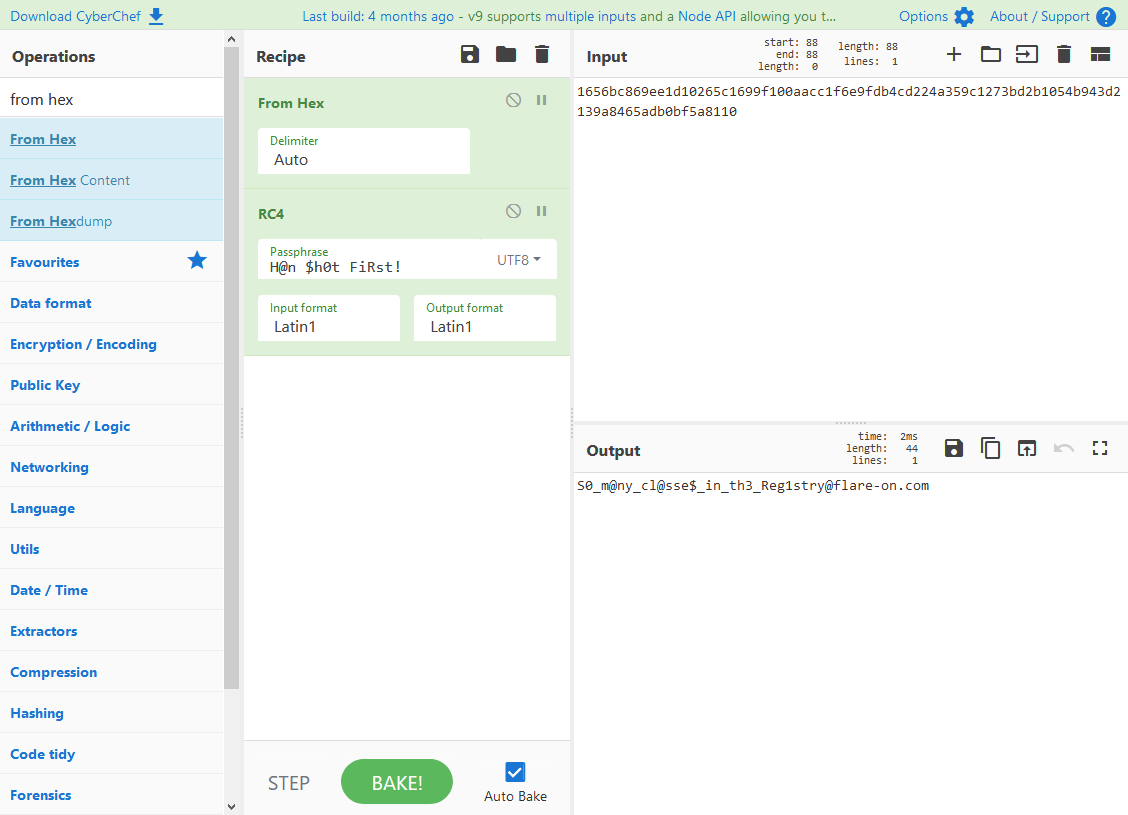 Download CyberChef
Last build: 4 months ago - v9 supports multiple inputs and a Node API allowing you t...
Options
About / Support
Operations
from hex
From Hex
From Hex Content
From Hexdump
Favourites
Data format
Encryption / Encoding
Public Key
Arithmetic / Logic
Networking
Language
Utils
Date / Time
Extractors
Compression
Hashing
Code tidy
Forensics
Recipe
From Hex
Delimiter
Auto
RC4
Passphrase
H@n $h0t FiRst!
UTF8
Input format
Latin1
Output format
Latin1
STEP
BAKE!
Auto Bake
Input
start: 88
end: 88
length: 0
length: 88
lines: 1
1656bc869ee1d10265c1699f100aacc1f6e9fdb4cd224a359c1273bd2b1054b943d2
139a8465adb0bf5a8110
Output
time: 2ms
length: 44
lines: 1
S0_m@ny_cl@sse$_in_th3_Reg1stry@flare-on.com